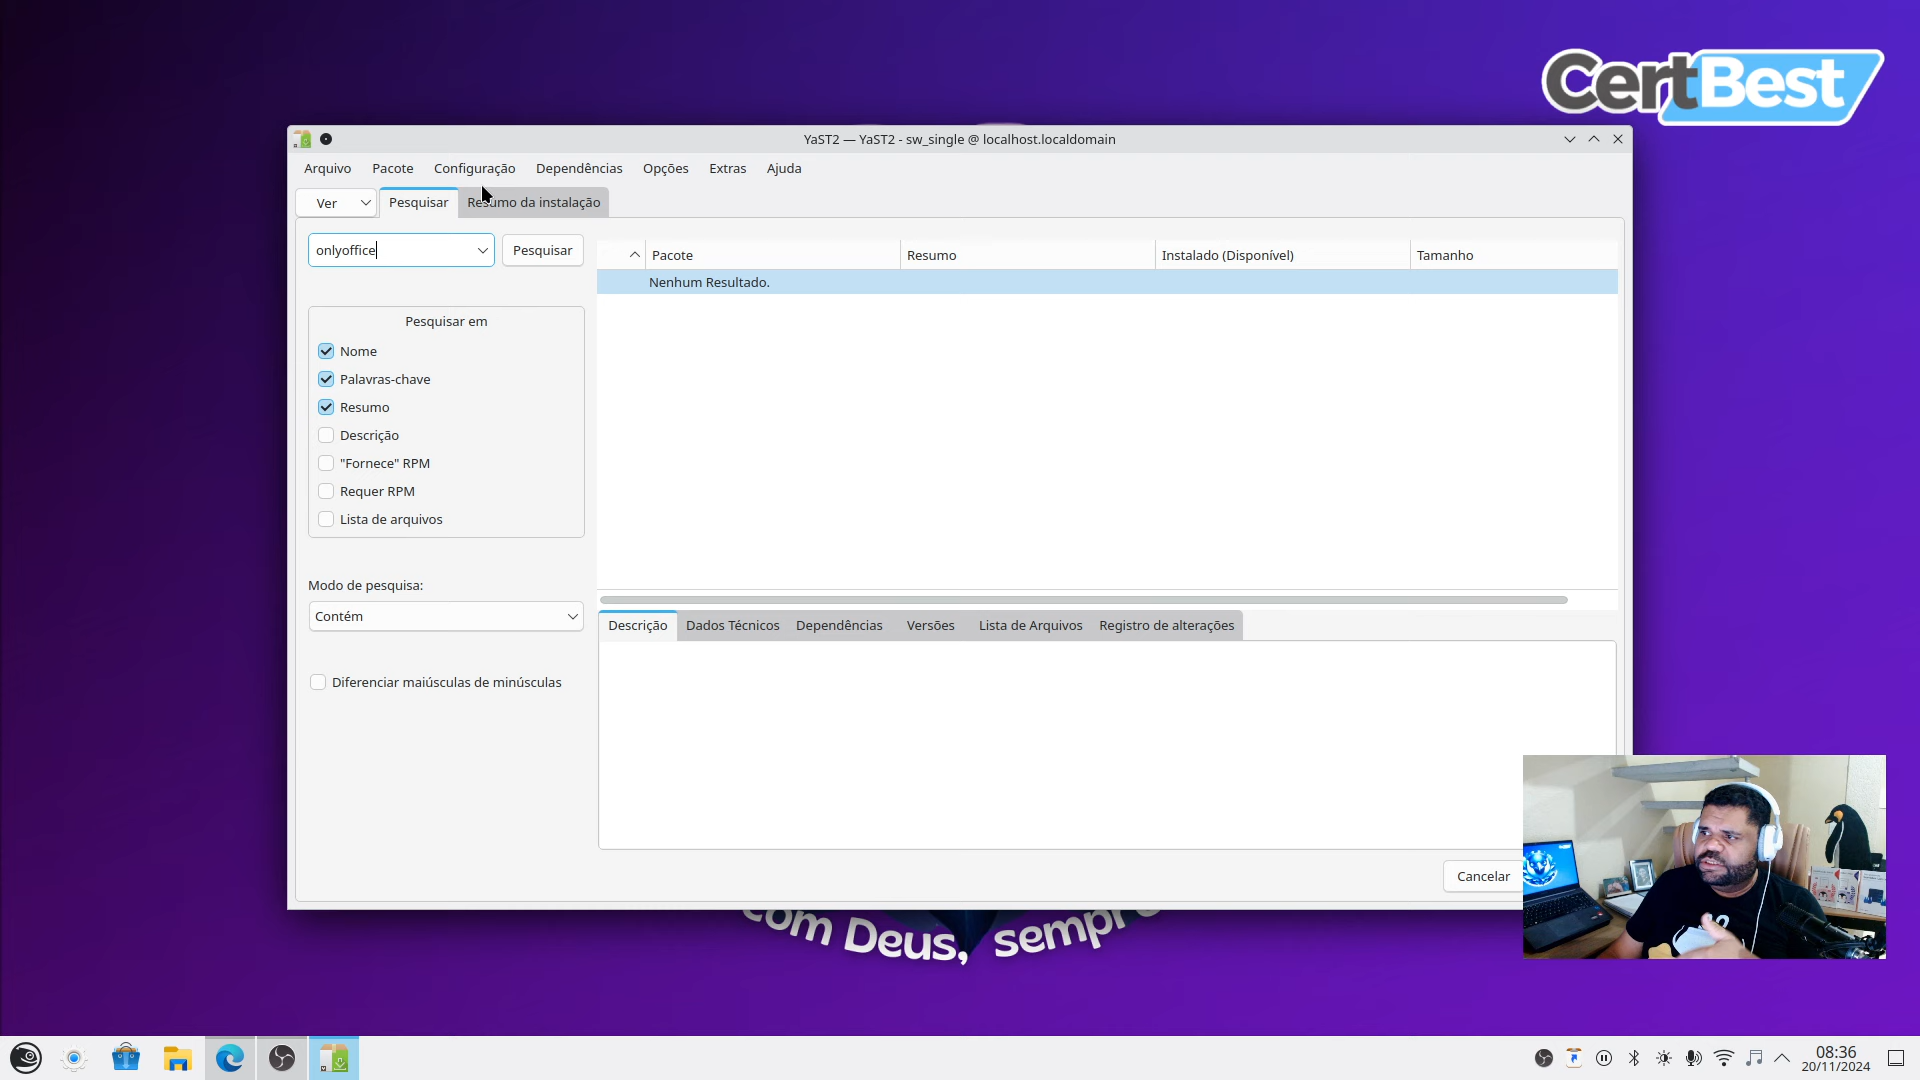 CertBest
YaST2 — YaST2 - sw_single @ localhost.localdomain
Arquivo Pacote Configuração Dependências Opções Extras Ajuda
Ver Pesquisar Resumo da instalação
onlyoffice Pesquisar
Pacote Resumo Instalado (Disponível) Tamanho
Nenhum Resultado.
Pesquisar em
Nome
Palavras-chave
Resumo
Descrição
"Fornece" RPM
Requer RPM
Lista de arquivos
Modo de pesquisa:
Contém
Diferenciar maiúsculas de minúsculas
Descrição Dados Técnicos Dependências Versões Lista de Arquivos Registro de alterações
Cancelar
com Deus, sempre
08:36
20/11/2024